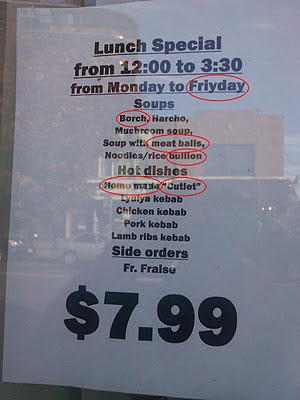 Lunch Special
from 12:00 to 3:30
from Monday to Friyday
Soups
Borch, Harcho,
Mushroom soup,
Soup with meat balls,
Noodles/rice bullion
Hot dishes
Homo made "Cutlet"
Lyulya kebab
Chicken kebab
Pork kebab
Lamb ribs kebab
Side orders
Fr. Fraise
$7.99